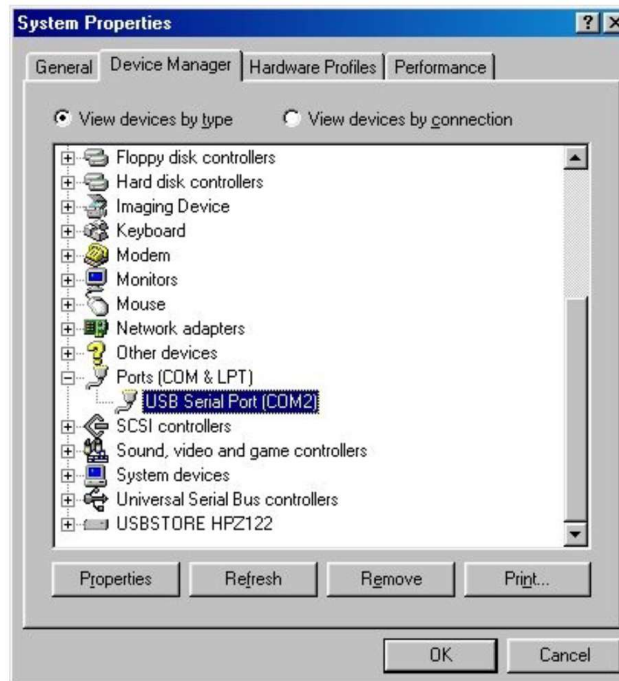 System Properties
General Device Manager Hardware Profiles Performance
View devices by type View devices by connection
Floppy disk controllers
Hard disk controllers
Imaging Device
Keyboard
Modem
Monitors
Mouse
Network adapters
Other devices
Ports (COM & LPT)
USB Serial Port (COM2)
SCSI controllers
Sound, video and game controllers
System devices
Universal Serial Bus controllers
USBSTORE HPZ122
Properties Refresh Remove Print...
OK Cancel